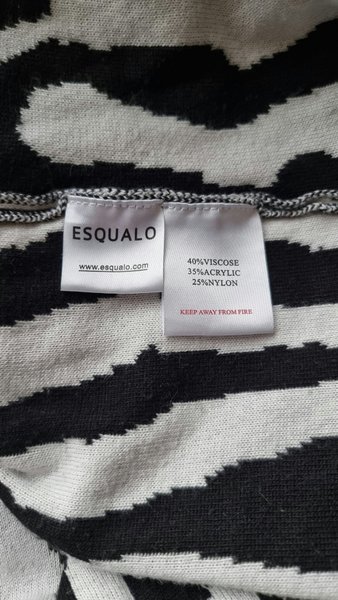 ESQUALO
www.esqualo.com
40%VISCOSE
35%ACRYLIC
25%NYLON
KEEP AWAY FROM FIRE